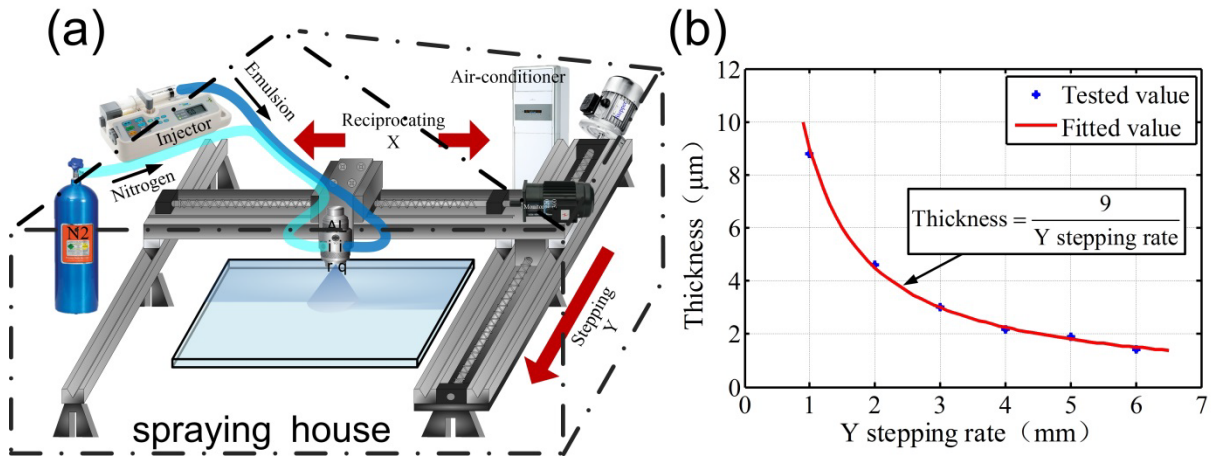 (a)
Emulsion
Injector
Nitrogen
N2
Reciprocating
X
Air-conditioner
Stepping
Y
spraying house
(b)
12
10
8
6
4
2
0
Thickness（μm）
Tested value
Fitted value
Thickness = 9 / Y stepping rate
0 1 2 3 4 5 6 7
Y stepping rate（mm）